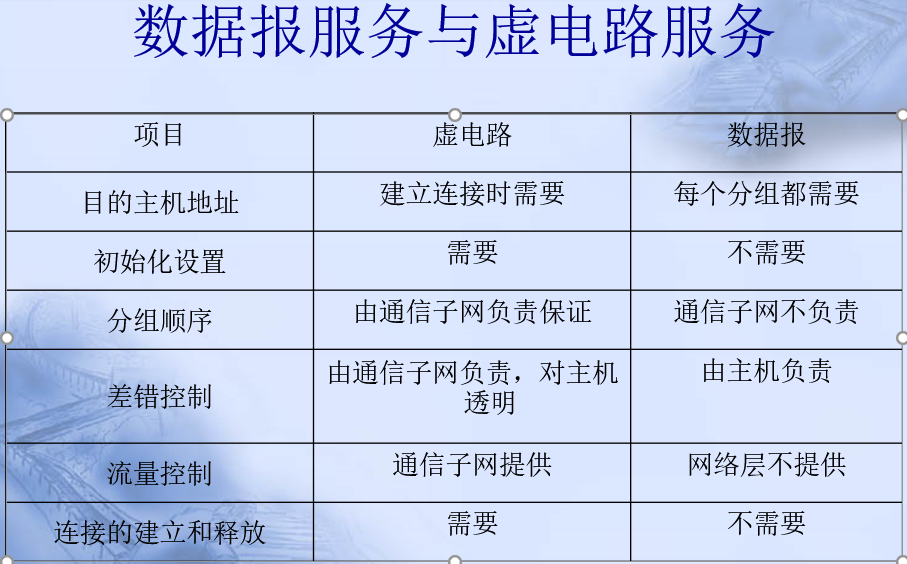 数据报服务与虚电路服务
项目 虚电路 数据报
目的主机地址 建立连接时需要 每个分组都需要
初始化设置 需要 不需要
分组顺序 由通信子网负责保证 通信子网不负责
差错控制 由通信子网负责，对主机透明 由主机负责
流量控制 通信子网提供 网络层不提供
连接的建立和释放 需要 不需要